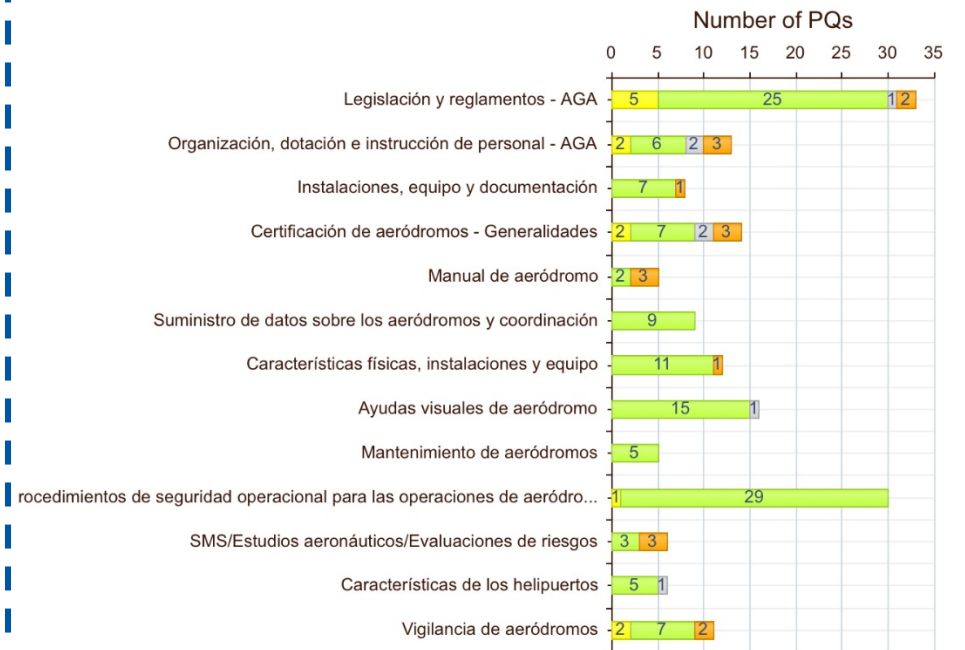 Number of PQs
0 5 10 15 20 25 30 35
Legislación y reglamentos - AGA 5 25 1 2
Organización, dotación e instrucción de personal - AGA 2 6 2 3
Instalaciones, equipo y documentación 7 1
Certificación de aeródromos - Generalidades 2 7 2 3
Manual de aeródromo 2 3
Suministro de datos sobre los aeródromos y coordinación 9
Características físicas, instalaciones y equipo 11 1
Ayudas visuales de aeródromo 15 1
Mantenimiento de aeródromos 5
rocedimientos de seguridad operacional para las operaciones de aeródro... 1 29
SMS/Estudios aeronáuticos/Evaluaciones de riesgos 3 3
Características de los helipuertos 5 1
Vigilancia de aeródromos 2 7 2